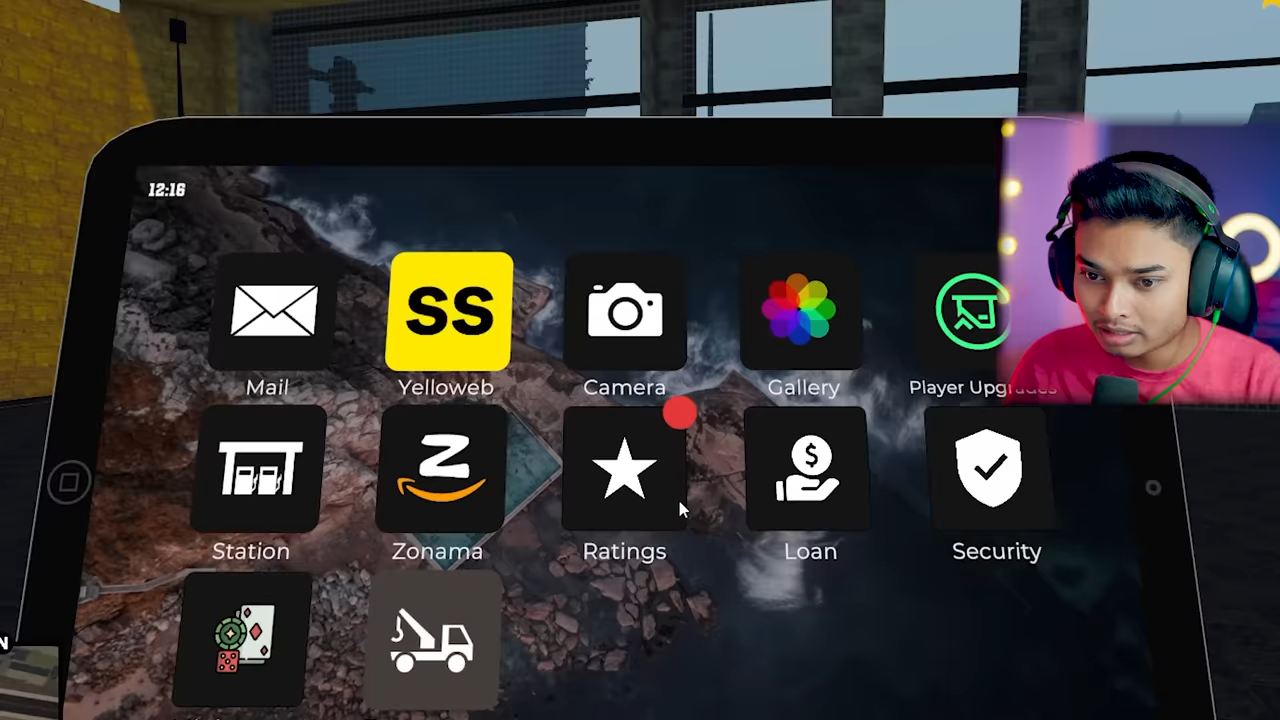 12:16
SS
Mail Yelloweb Camera Gallery Player Upgrades
Z
Station Zonama Ratings Loan Security
N